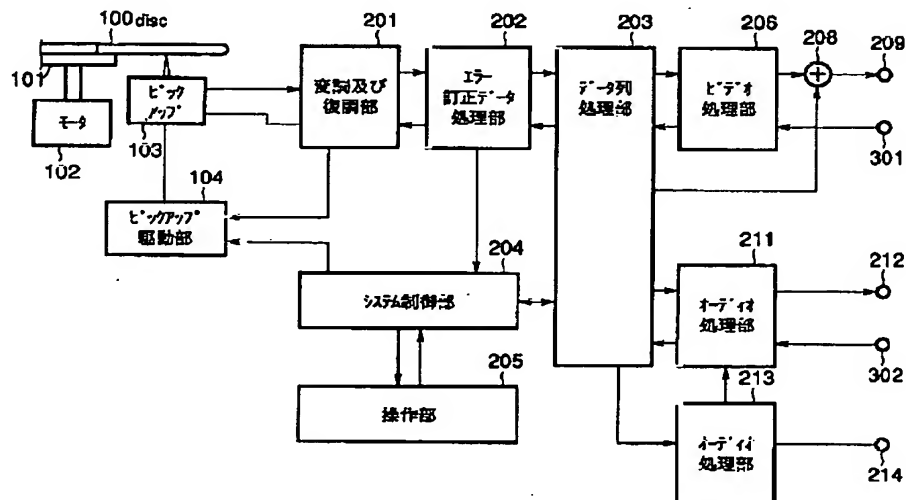 100 disc
101
モータ
102
ピック
アップ
103
104
ピックアップ
駆動部
201
変調及び
復調部
202
エラー
訂正データ
処理部
203
データ列
処理部
206
ビデオ
処理部
208
209
301
204
システム制御部
205
操作部
211
オーディオ
処理部
212
302
213
オーディオ
処理部
214